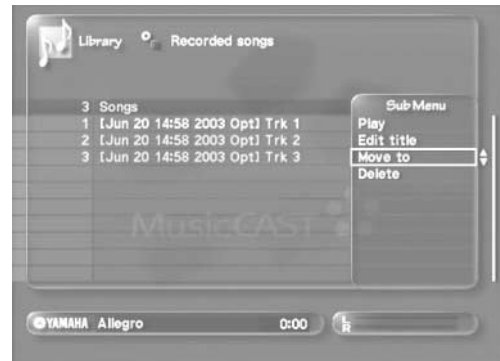 Library Recorded songs
3 Songs
1 [Jun 20 14:58 2003 Opt] Trk 1
2 [Jun 20 14:58 2003 Opt] Trk 2
3 [Jun 20 14:58 2003 Opt] Trk 3
Sub Menu
Play
Edit title
Move to
Delete
MusicCAST
YAMAHA Allegro 0:00 L
R